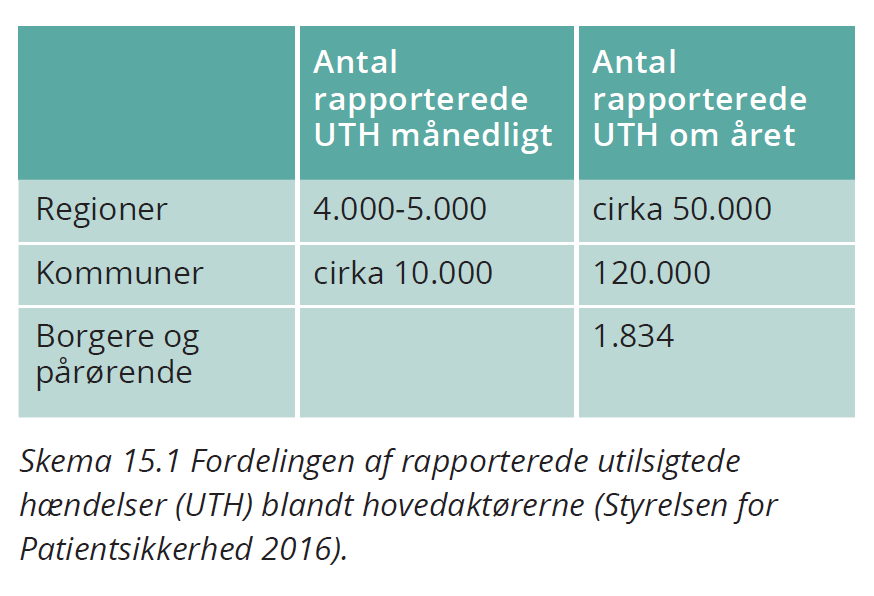 Antal
rapporterede
UTH månedligt
Antal
rapporterede
UTH om året
Regioner
4.000-5.000
cirka 50.000
Kommuner
cirka 10.000
120.000
Borgere og
pårørende
1.834
Skema 15.1 Fordelingen af rapporterede utilsigtede
hændelser (UTH) blandt hovedaktørerne (Styrelsen for
Patientsikkerhed 2016).